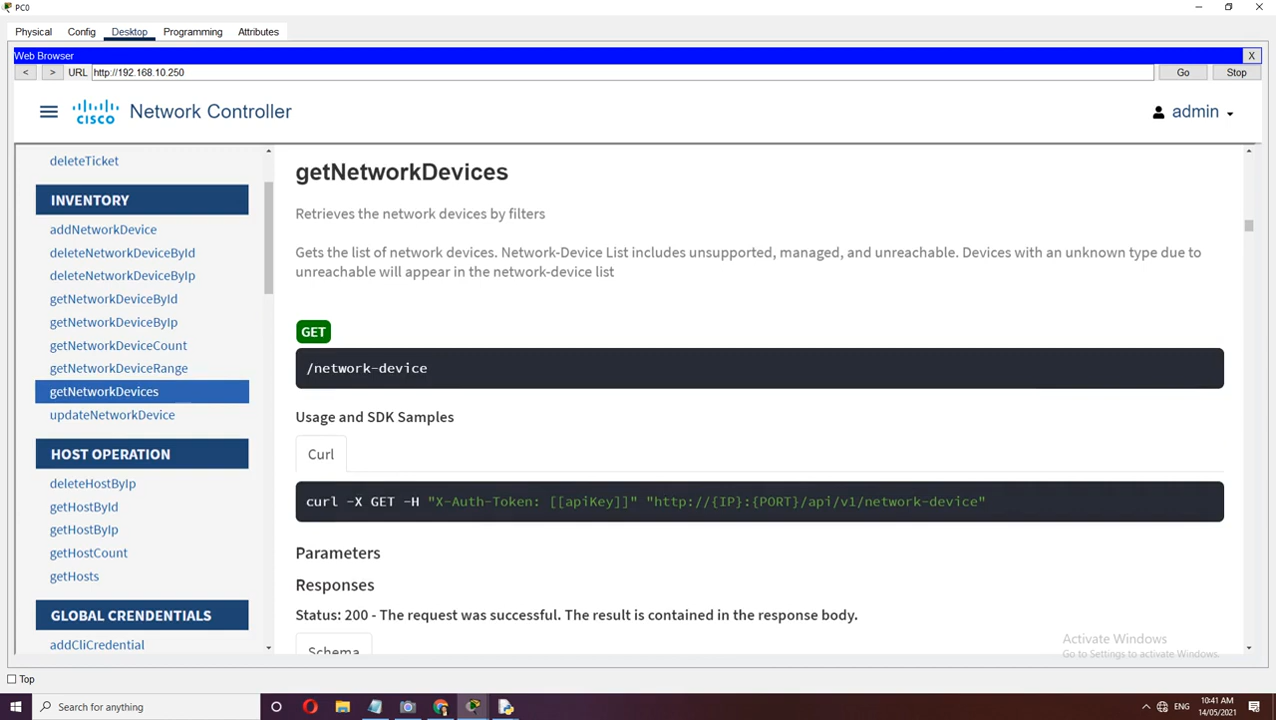 PC0
Physical Config Desktop Programming Attributes
Web Browser X
< > URL http://192.168.10.250 Go Stop
CISCO Network Controller admin
deleteTicket
INVENTORY
addNetworkDevice
deleteNetworkDeviceById
deleteNetworkDeviceByIp
getNetworkDeviceById
getNetworkDeviceByIp
getNetworkDeviceCount
getNetworkDeviceRange
getNetworkDevices
updateNetworkDevice
HOST OPERATION
deleteHostByIp
getHostById
getHostByIp
getHostCount
getHosts
GLOBAL CRENDENTIALS
addCliCredential
getNetworkDevices
Retrieves the network devices by filters
Gets the list of network devices. Network-Device List includes unsupported, managed, and unreachable. Devices with an unknown type due to
unreachable will appear in the network-device list
GET
/network-device
Usage and SDK Samples
Curl
curl -X GET -H "X-Auth-Token: [[apiKey]]" "http://{IP}:{PORT}/api/v1/network-device"
Parameters
Responses
Status: 200 - The request was successful. The result is contained in the response body.
Schema
Activate Windows
Go to Settings to activate Windows.
Top
Search for anything
ENG
10:41 AM
14/05/2021